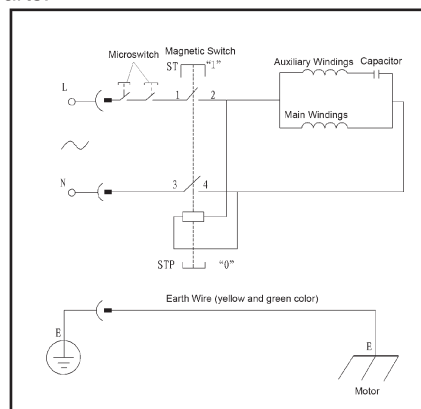 Microswitch
Magnetic Switch
ST "1"
Auxiliary Windings Capacitor
L
1 2
Main Windings
N
3 4
STP "0"
Earth Wire (yellow and green color)
E
E
Motor